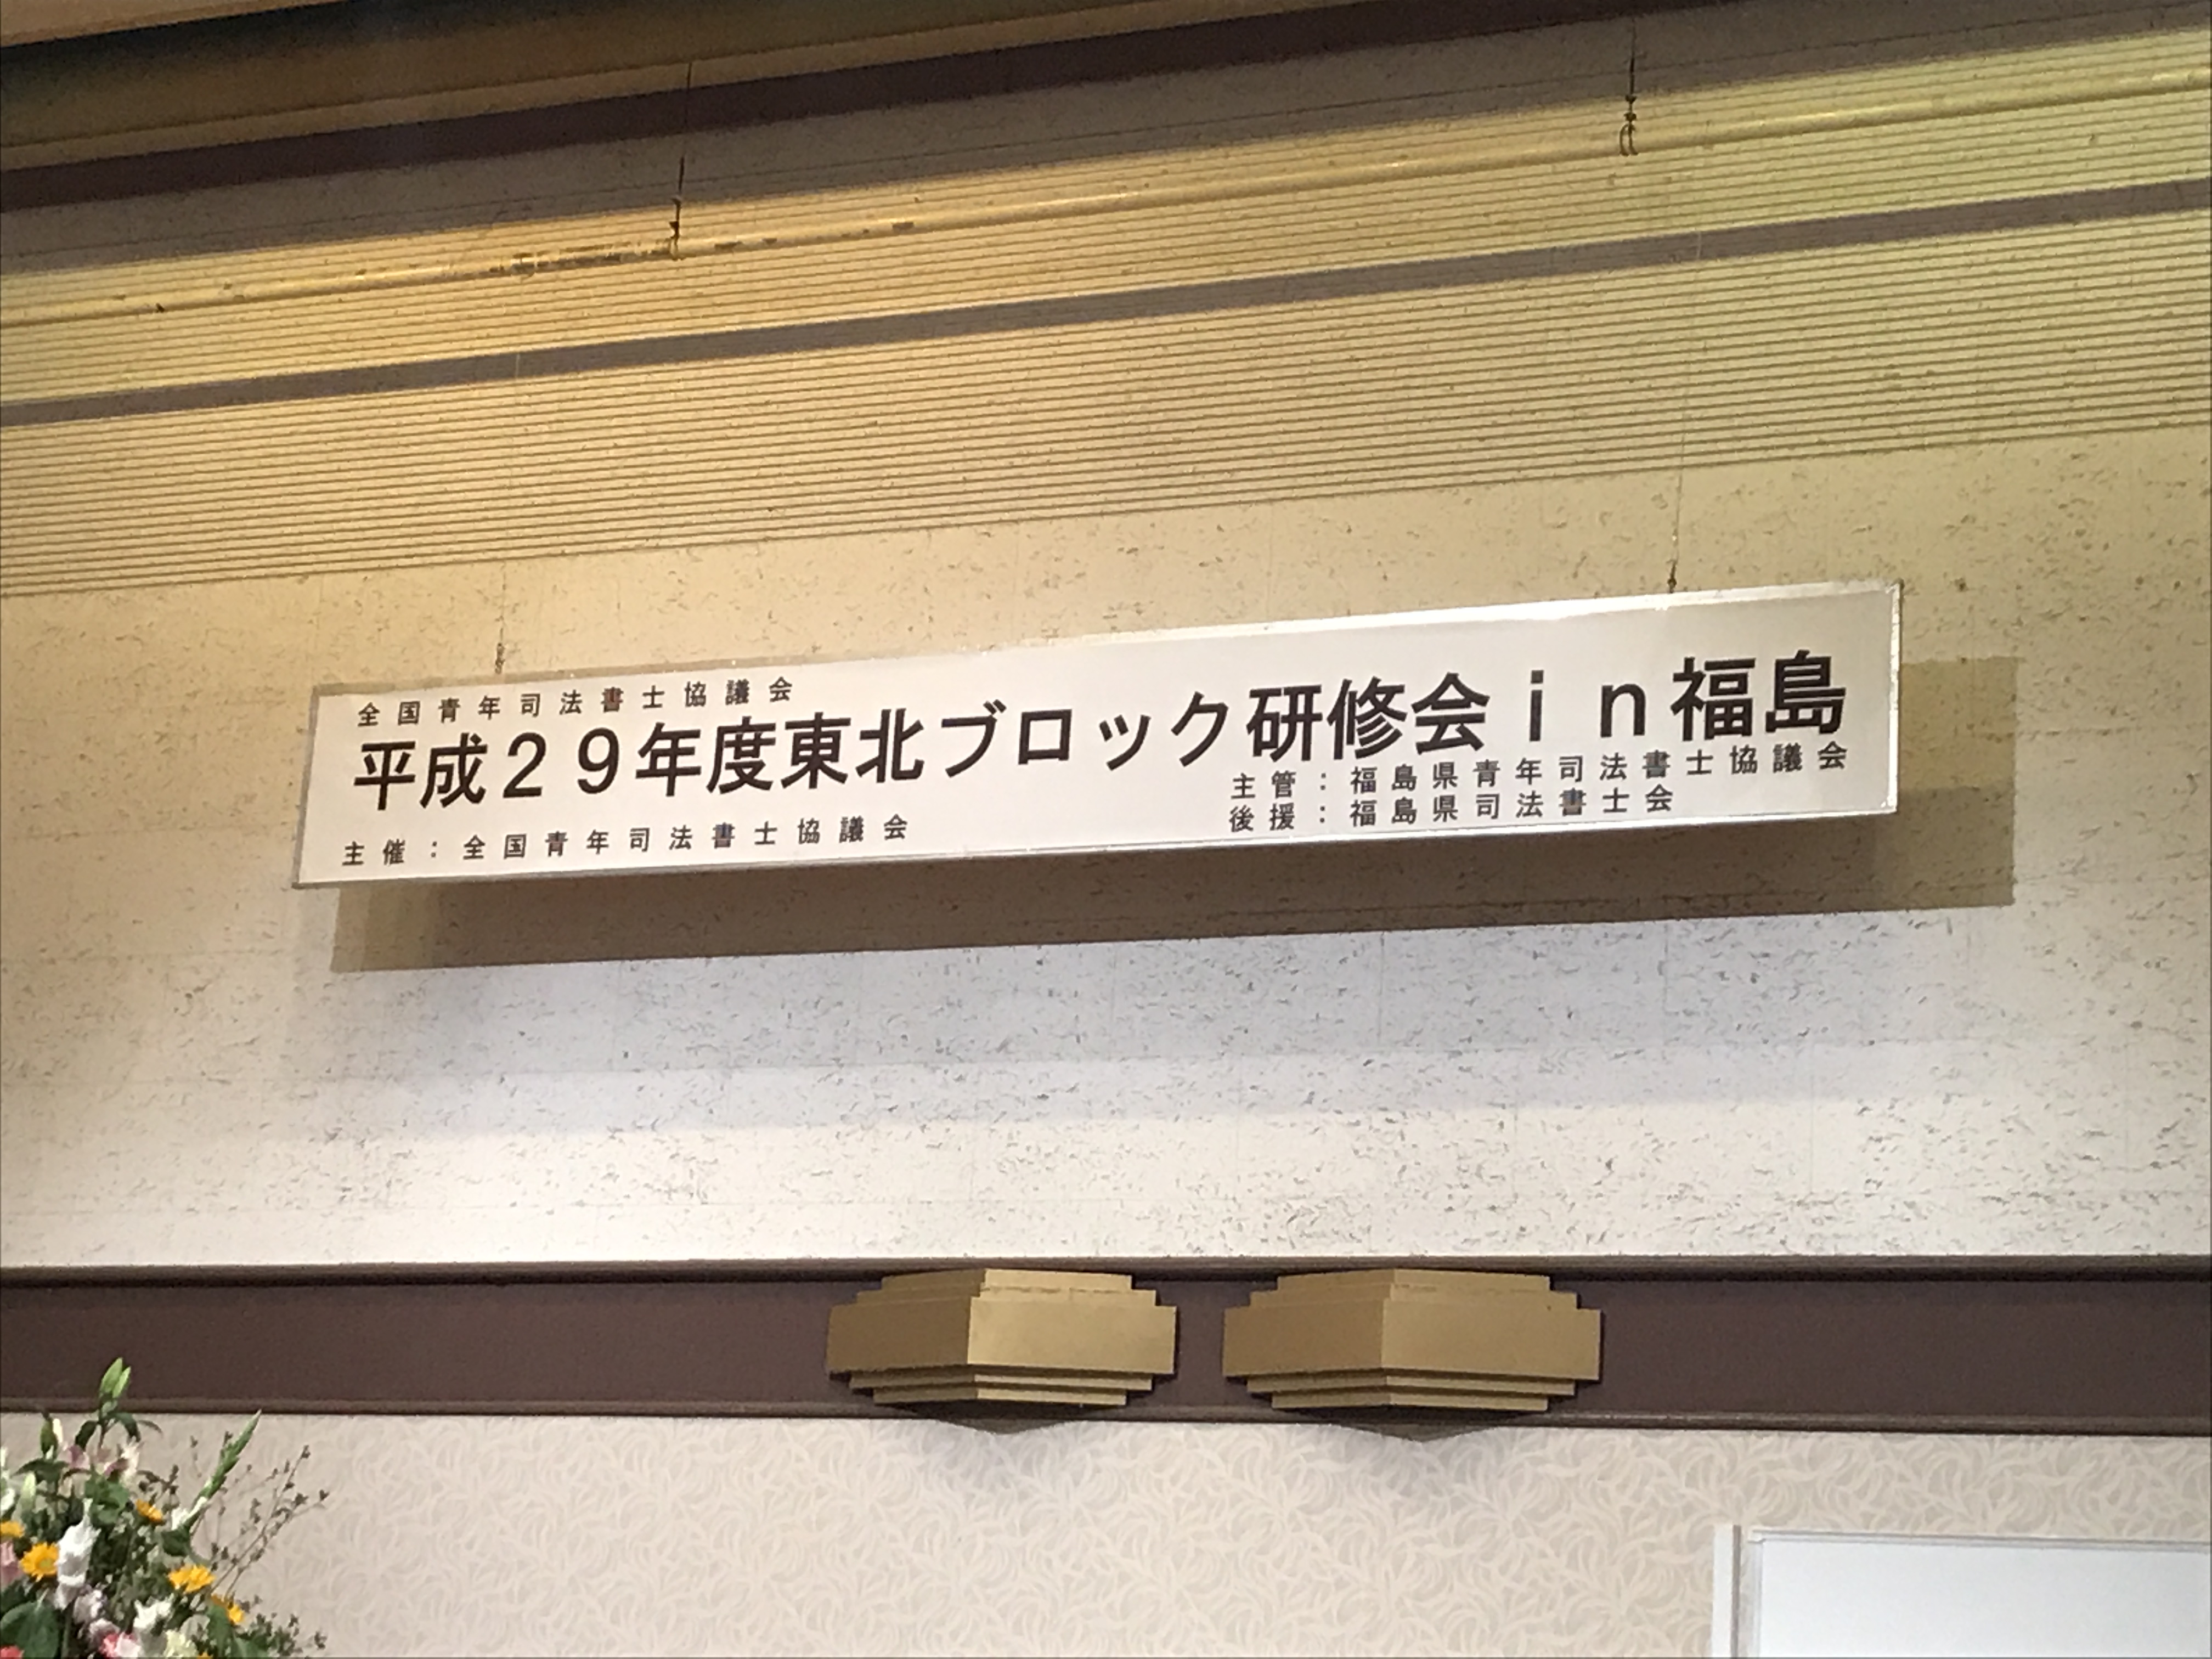 全国青年司法書士協議会
平成２９年度東北ブロック研修会ｉｎ福島
主催：全国青年司法書士協議会
主管：福島県青年司法書士協議会
後援：福島県司法書士会